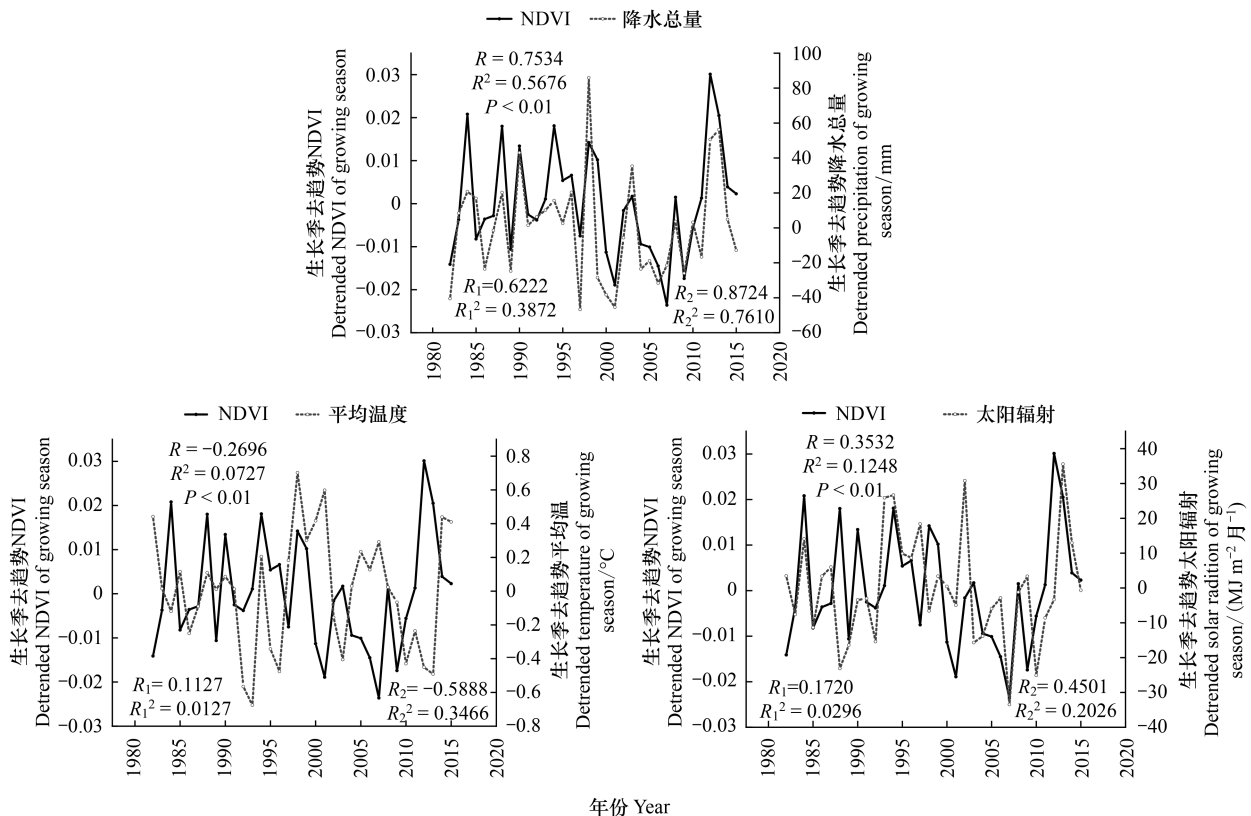 NDVI 降水总量
R = 0.7534
R² = 0.5676
P < 0.01
R₁=0.6222
R₁² = 0.3872
R₂ = 0.8724
R₂² = 0.7610
生长季去趋势NDVI
Detrended NDVI of growing season
0.03
0.02
0.01
0
−0.01
−0.02
−0.03
100
80
60
40
20
0
−20
−40
−60
生长季去趋势降水总量
Detrended precipitation of growing
season/mm
1980 1985 1990 1995 2000 2005 2010 2015 2020
NDVI 平均温度
R = −0.2696
R² = 0.0727
P < 0.01
R₁= 0.1127
R₁² = 0.0127
R₂= −0.5888
R₂² = 0.3466
生长季去趋势NDVI
Detrended NDVI of growing season
0.03
0.02
0.01
0
−0.01
−0.02
−0.03
0.8
0.6
0.4
0.2
0
−0.2
−0.4
−0.6
−0.8
生长季去趋势平均温
Detrended temperature of growing
season/°C
1980 1985 1990 1995 2000 2005 2010 2015 2020
NDVI 太阳辐射
R = 0.3532
R² = 0.1248
P < 0.01
R₁=0.1720
R₁² = 0.0296
R₂ = 0.4501
R₂² = 0.2026
生长季去趋势NDVI
Detrended NDVI of growing season
0.03
0.02
0.01
0
−0.01
−0.02
−0.03
40
30
20
10
0
−10
−20
−30
−40
生长季去趋势太阳辐射
Detrended solar radition of growing
season/ (MJ m⁻² 月⁻¹)
1980 1985 1990 1995 2000 2005 2010 2015 2020
年份 Year